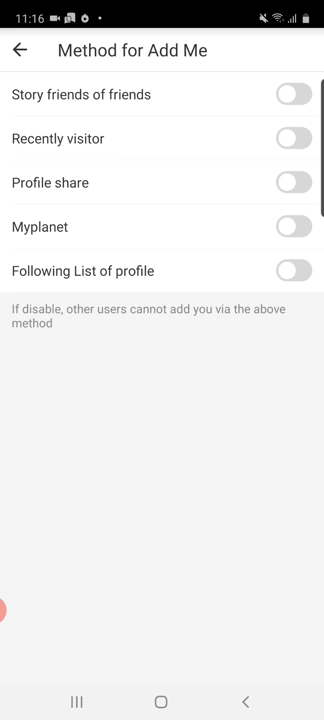 11:16
Method for Add Me
Story friends of friends
Recently visitor
Profile share
Myplanet
Following List of profile
If disable, other users cannot add you via the above
method